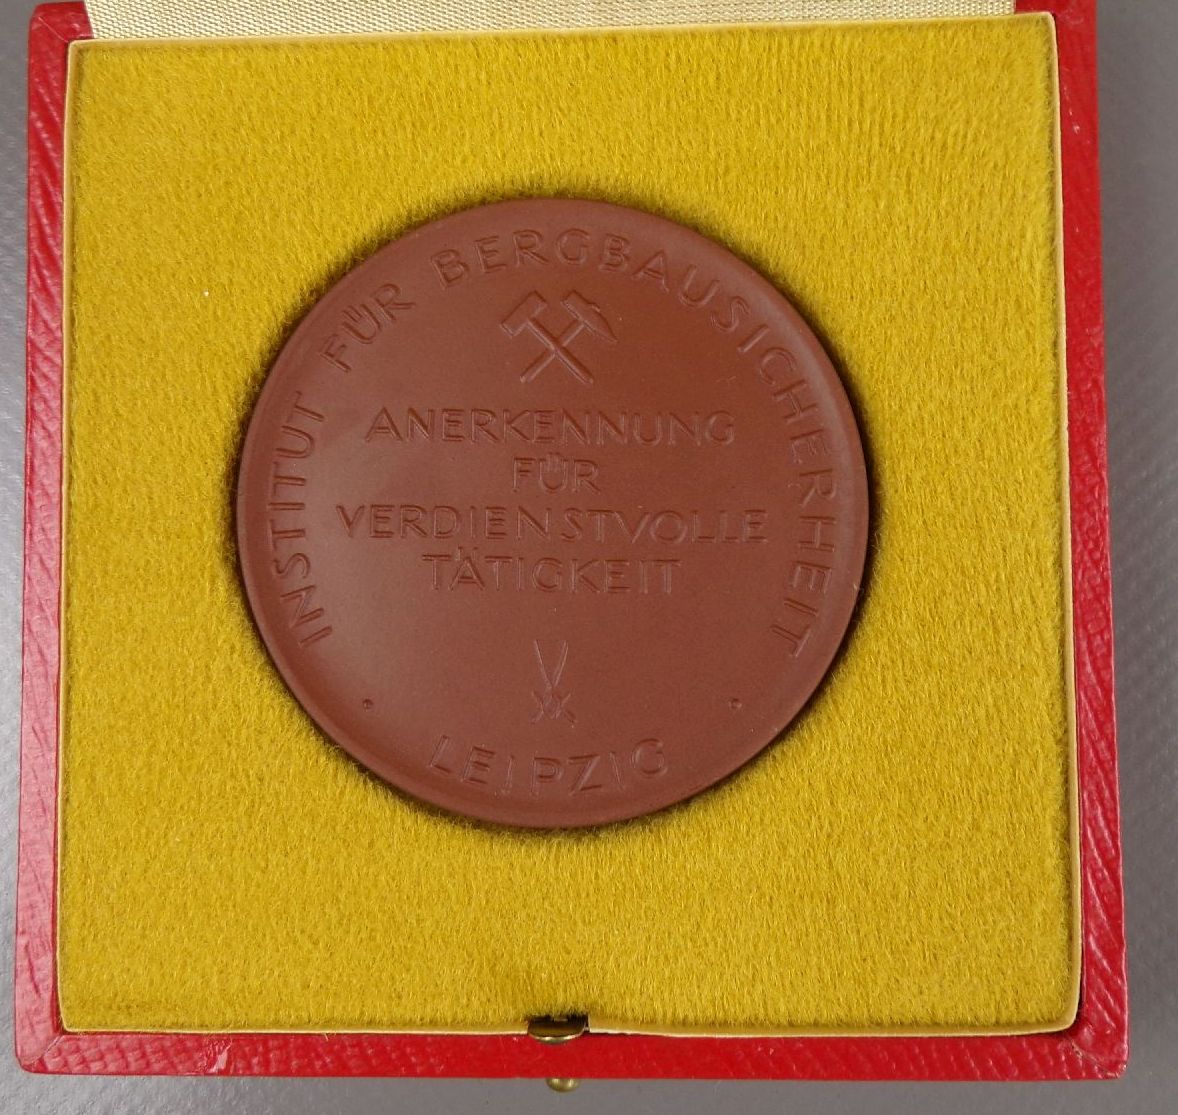 INSTITUT FÜR BERGBAUSICHERHEIT
ANERKENNUNG
FÜR
VERDIENSTVOLLE
TÄTIGKEIT
LEIPZIG